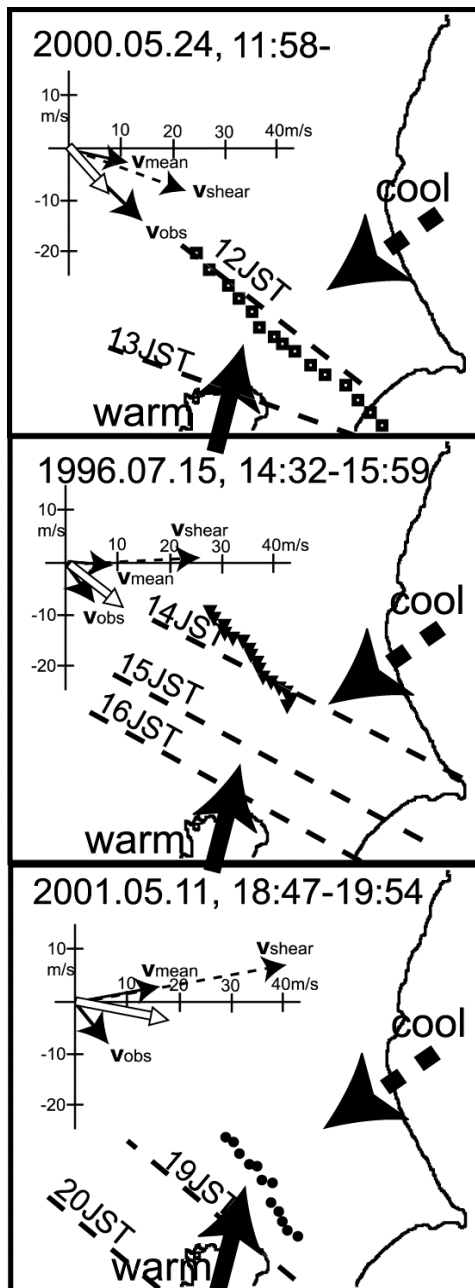 2000.05.24, 11:58-
10
m/s
10 20 30 40m/s
vmean
vshear
-10
vobs
-20
cool
12JST
13JST
warm
1996.07.15, 14:32-15:59
10
m/s
vshear
10 20 30 40m/s
vmean
-10
vobs
-20
cool
14JST
15JST
16JST
warm
2001.05.11, 18:47-19:54
10
m/s
vshear
vmean
10 20 30 40m/s
-10
vobs
-20
cool
19JST
20JST
warm